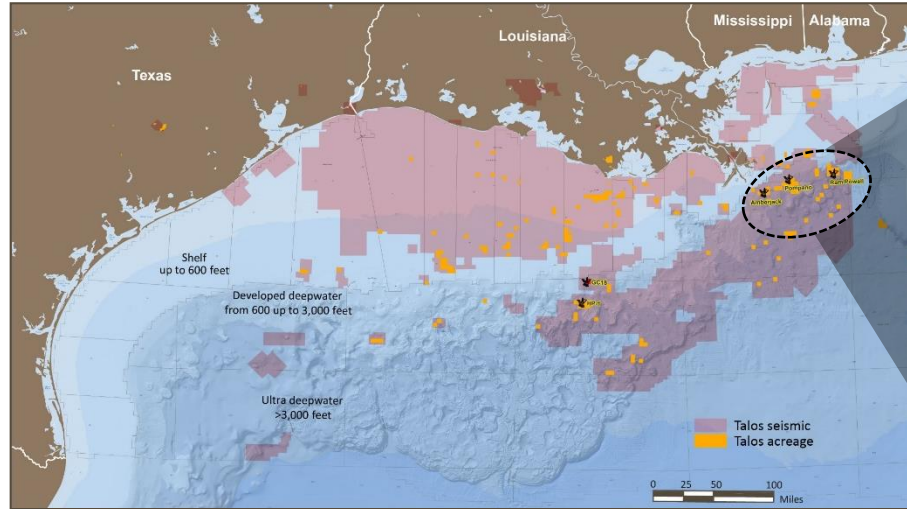 Mississippi
Alabama
Louisiana
Texas
Ram Powell
Pompano
Amberjack
Shelf
up to 600 feet
GC18
Developed deepwater
from 600 up to 3,000 feet
Ultra deepwater
>3,000 feet
Talos seismic
Talos acreage
0 25 50 100
Miles